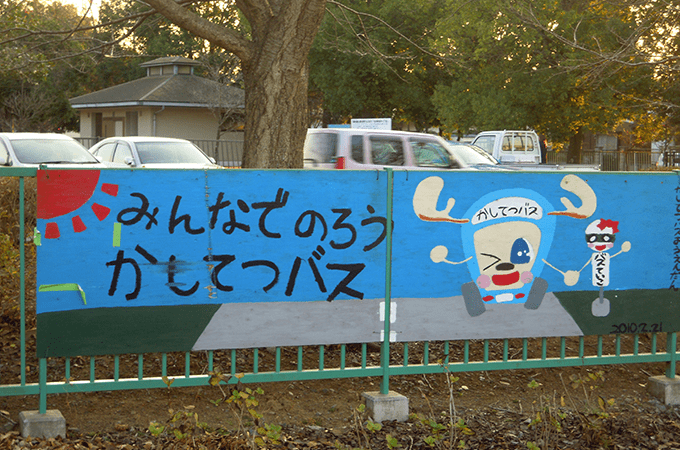 みんなでのろう
かしてつバス
かしてつバス
バスてい
2010.2.21